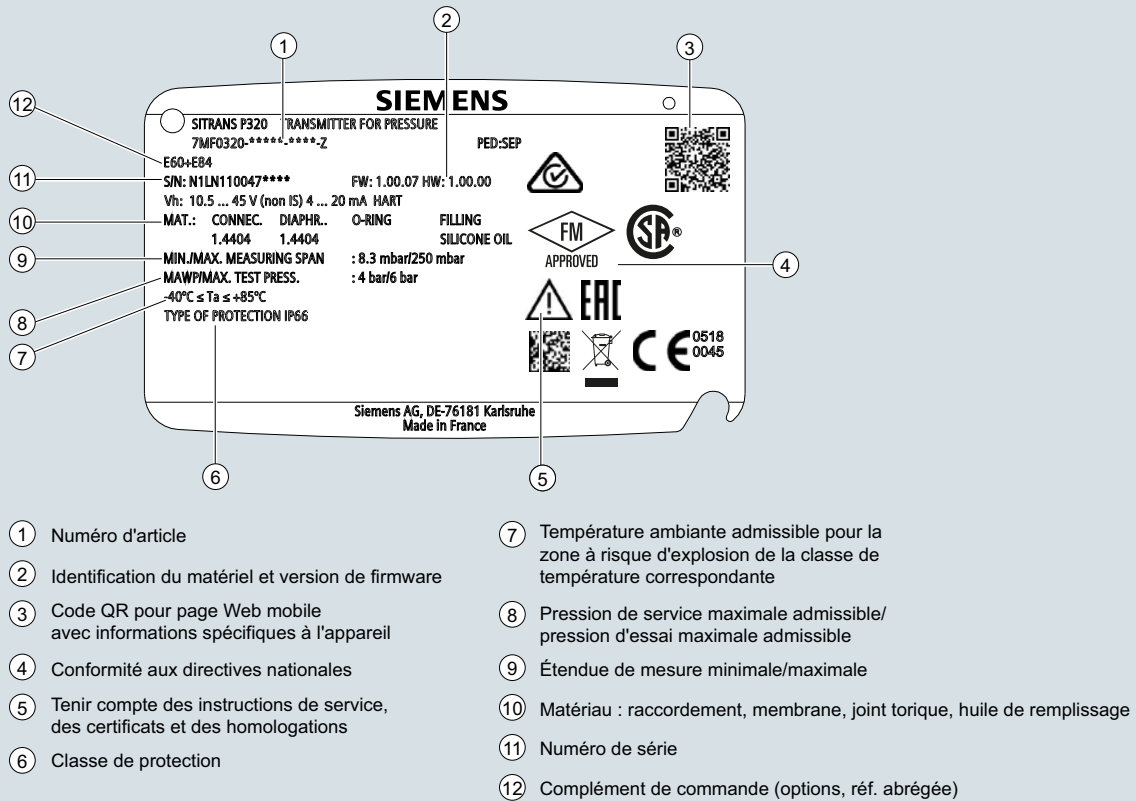 2
1
3
12
SIEMENS
SITRANS P320 TRANSMITTER FOR PRESSURE
7MF0320-*****-****-Z PED:SEP
E60+E84
11
S/N: N1LN110047**** FW: 1.00.07 HW: 1.00.00
Vh: 10.5 ... 45 V (non IS) 4 ... 20 mA HART
10
MAT.: CONNEC. DIAPHR.. O-RING FILLING
1.4404 1.4404 SILICONE OIL
FM
APPROVED
SA®
9
MIN./MAX. MEASURING SPAN : 8.3 mbar/250 mbar
4
MAWP/MAX. TEST PRESS. : 4 bar/6 bar
8
-40°C ≤ Ta ≤ +85°C
EAC
7
TYPE OF PROTECTION IP66
CE 0518
0045
Siemens AG, DE-76181 Karlsruhe
Made in France
6
5
1 Numéro d'article
2 Identification du matériel et version de firmware
3 Code QR pour page Web mobile
avec informations spécifiques à l'appareil
4 Conformité aux directives nationales
5 Tenir compte des instructions de service,
des certificats et des homologations
6 Classe de protection
7 Température ambiante admissible pour la
zone à risque d'explosion de la classe de
température correspondante
8 Pression de service maximale admissible/
pression d'essai maximale admissible
9 Étendue de mesure minimale/maximale
10 Matériau : raccordement, membrane, joint torique, huile de remplissage
11 Numéro de série
12 Complément de commande (options, réf. abrégée)